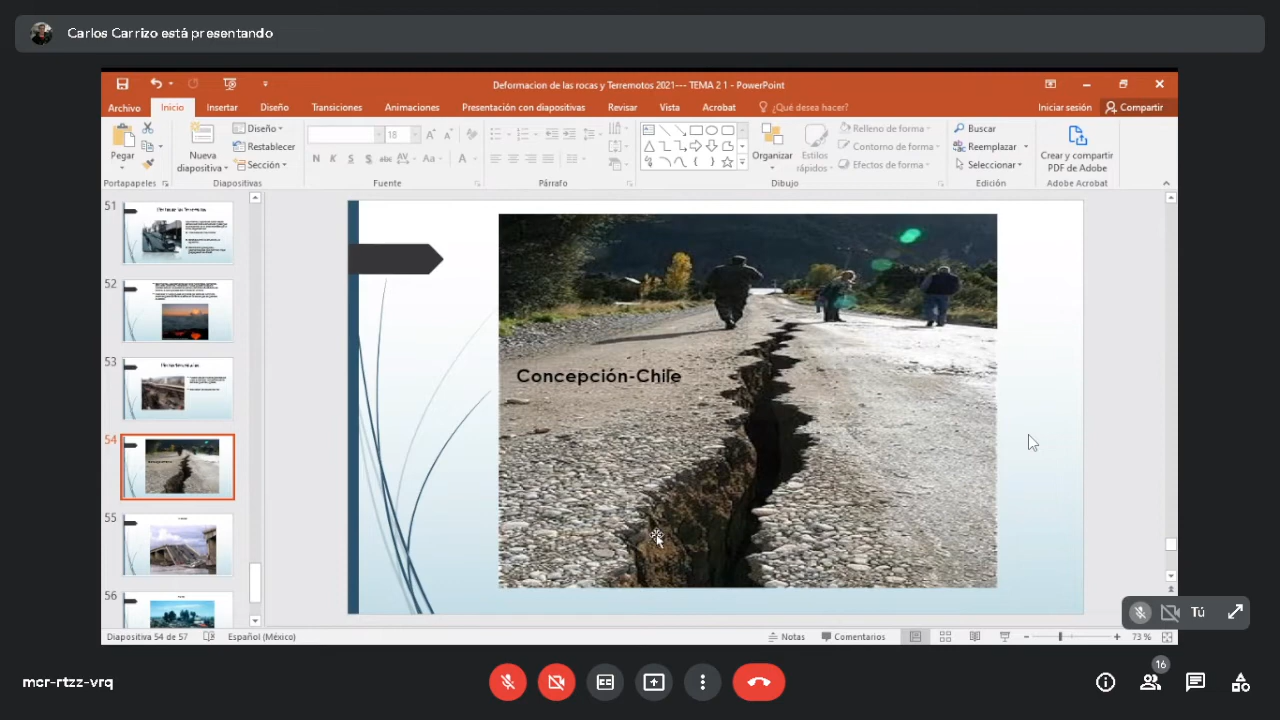 Carlos Carrizo está presentando
Deformacion de las rocas y Terremotos 2021--- TEMA 2 1 - PowerPoint
Archivo Inicio Insertar Diseño Transiciones Animaciones Presentación con diapositivas Revisar Vista Acrobat ¿Qué desea hacer? Iniciar sesión Compartir
Pegar
Nueva diapositiva
Diseño
Restablecer
Sección
18
N K S S abc AV Aa A
Organizar
Estilos rápidos
Relleno de forma
Contorno de forma
Efectos de forma
Buscar
Reemplazar
Seleccionar
Crear y compartir
PDF de Adobe
Portapapeles Diapositivas Fuente Párrafo Dibujo Edición Adobe Acrobat
51
52
53
54
55
56
Concepción-Chile
Tú
Diapositiva 54 de 57 Español (México) Notas Comentarios 73 %
16
mcr-rtzz-vrq